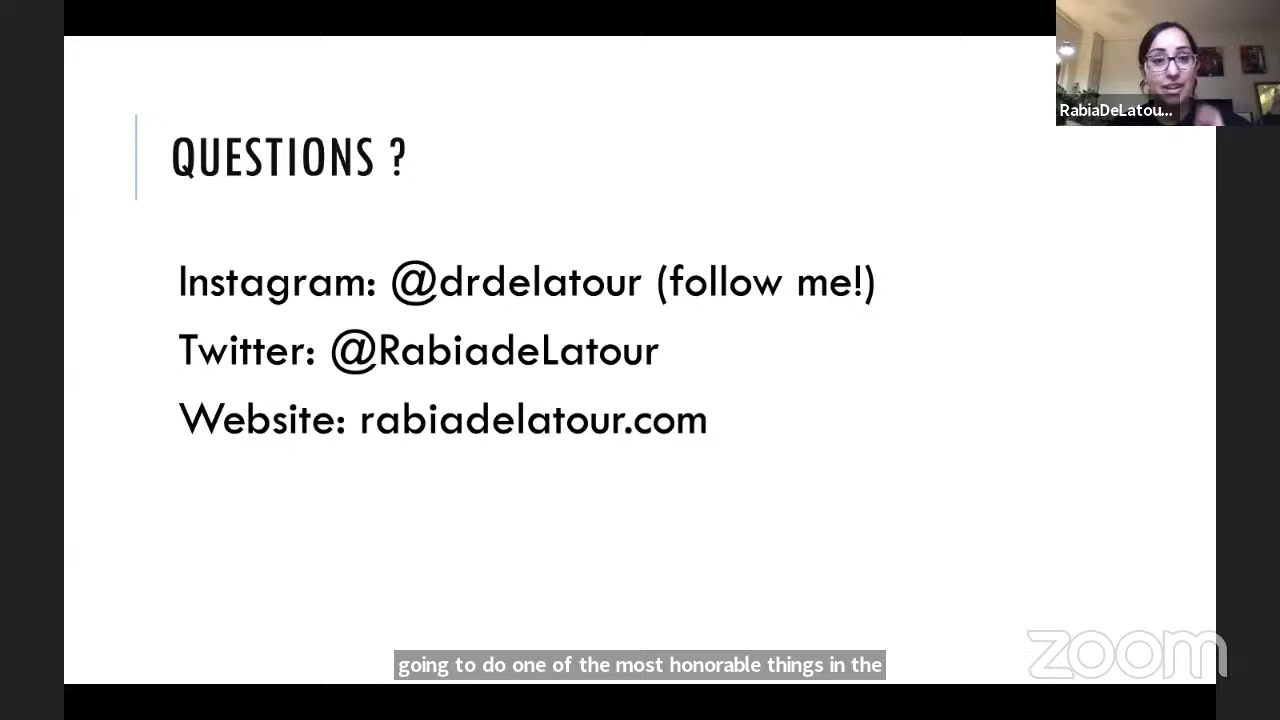 RabiaDeLatou...
QUESTIONS ?
Instagram: @drdelatour (follow me!)
Twitter: @RabiadeLatour
Website: rabiadelatour.com
going to do one of the most honorable things in the
zoom